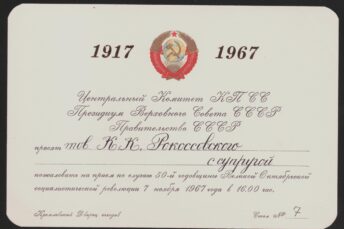 1917 1967
Центральный Комитет КПСС
Президиум Верховного Совета СССР
Правительство СССР
просят тов. К.К. Рокоссовского
с супругой
пожаловать на прием по случаю 50-й годовщины Великой Октябрьской
социалистической революции 7 ноября 1967 года в 16.00 час.
Кремлевский Дворец съездов
Стол № 7